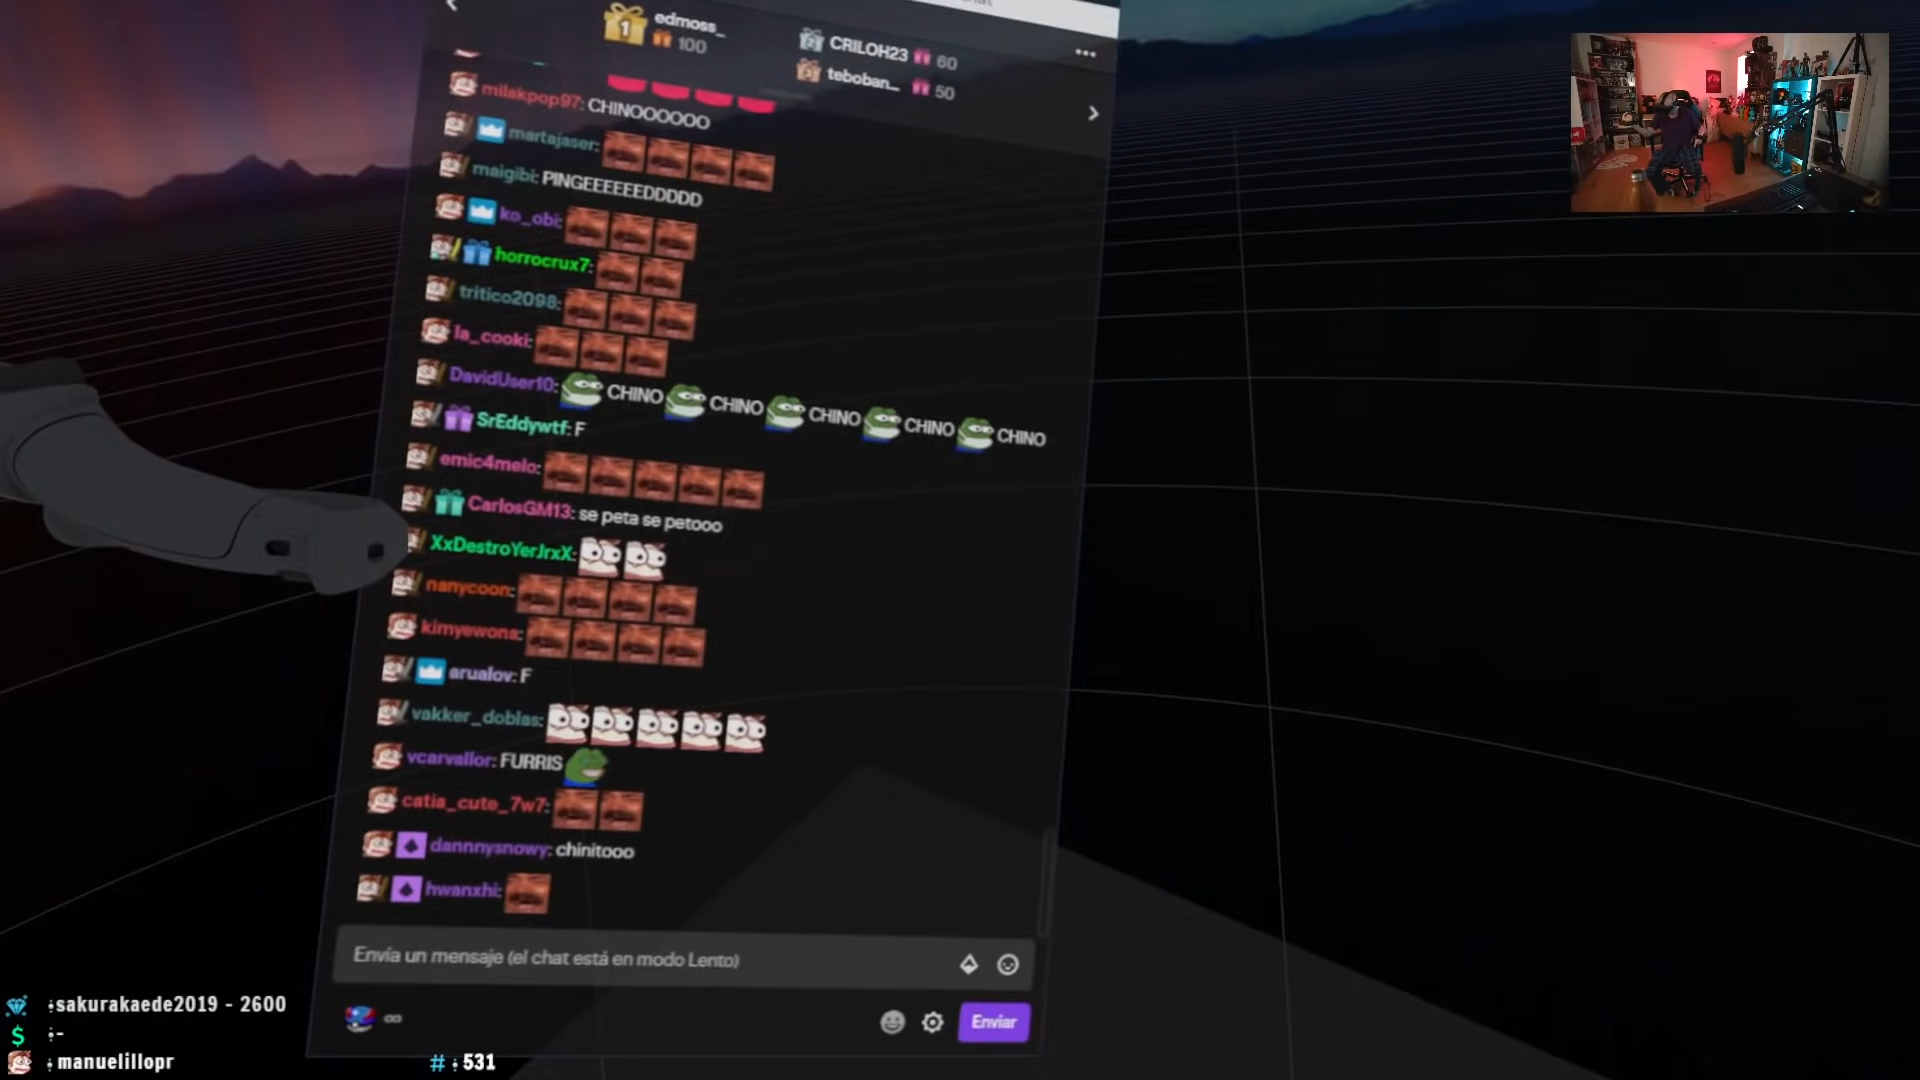 edmoss_
100
CRILOH23 60
teboban_ 50
milakpop97: CHINOOOOOO
martajaser:
maigibi: PINGEEEEEEDDDDD
ko_obi:
horrocrux7:
tritico2098:
la_cooki:
DavidUser10: CHINO CHINO CHINO CHINO CHINO
SrEddywtf: F
emic4melo:
CarlosGM13: se peta se petooo
XxDestroYerJrxX:
nanycoon:
kimyewona:
arualov: F
vakker_doblas:
vcarvallor: FURRIS
catia_cute_7w7:
dannnysnowy: chinitooo
hwanxhi:
Envía un mensaje (el chat está en modo Lento)
Enviar
:sakurakaede2019 - 2600
$ :-
:manuelillopr
# : 531